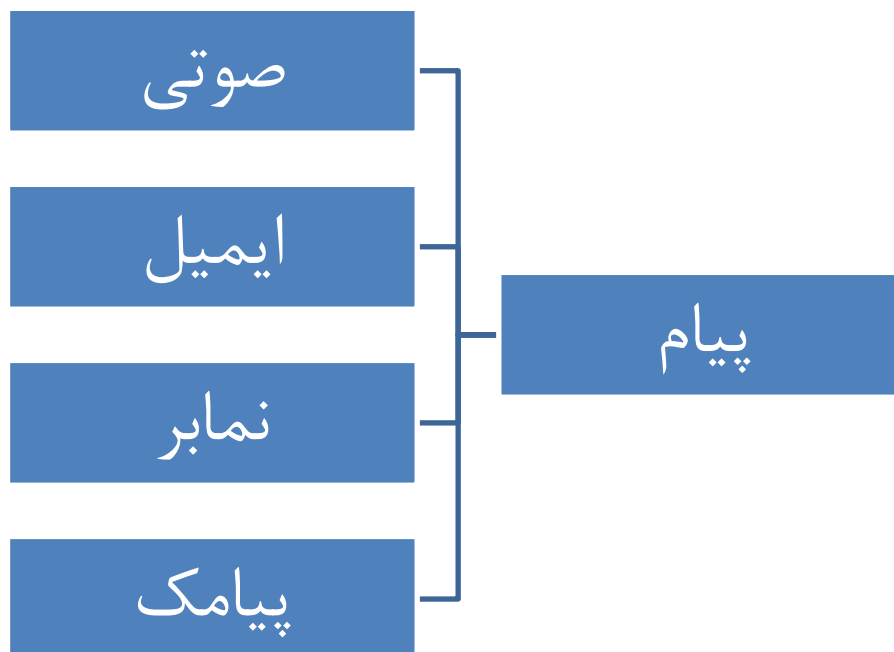 پیام
صوتی
ایمیل
نمابر
پیامک